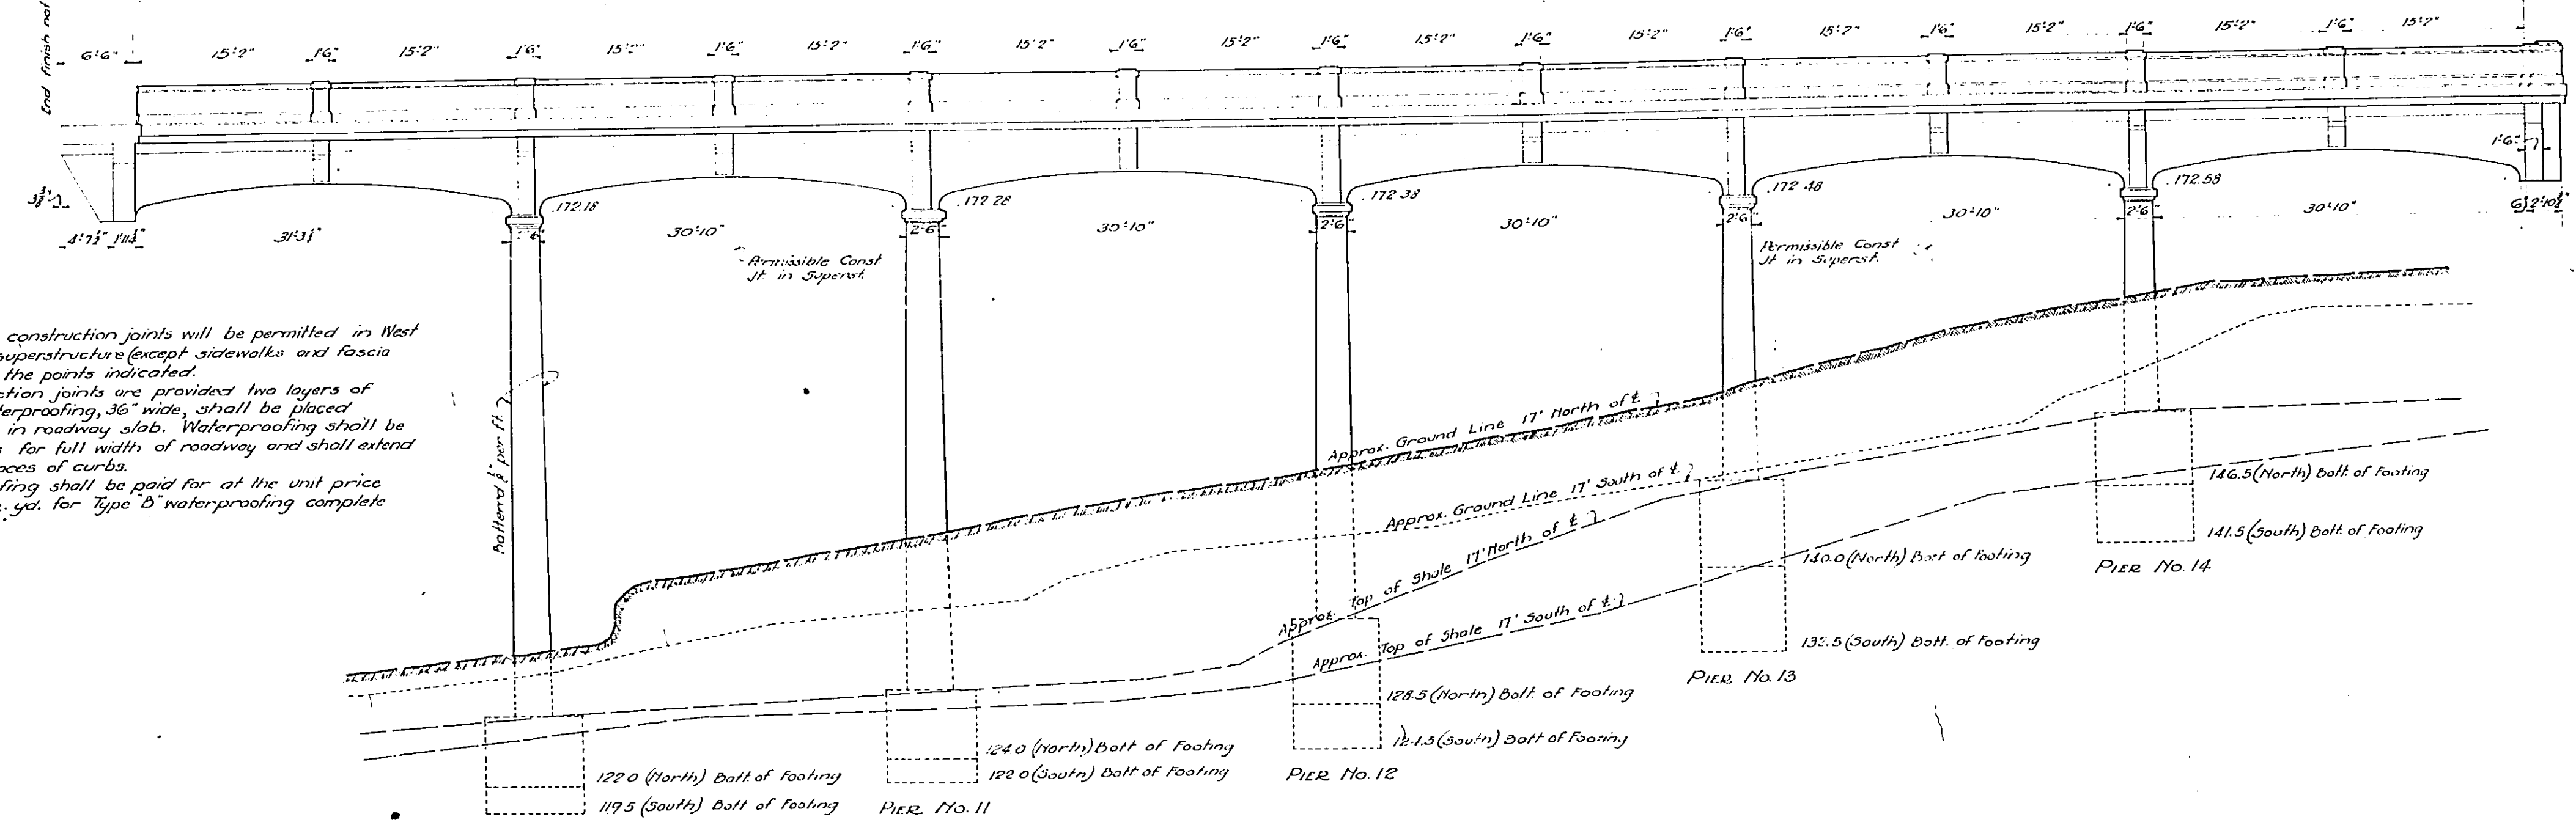 End Finish not
6'-6" 15'-2" 1'6" 15'-2" 1'6" 15'-2" 1'6" 15'-2" 1'6" 15'-2" 1'6" 15'-2" 1'6" 15'-2" 1'6" 15'-2" 1'6" 15'-2" 1'6" 15'-2" 1'6" 15'-2" 1'6" 15'-2"
1'-6"
172.18 172.28 172.38 172.48 172.58
31'-3½" 30'-10" 2'-6" 30'-10" 2'-6" 30'-10" 2'-6" 30'-10" 2'-6" 30'-10"
Permissible Const.
Jt in Superst.
Permissible Const
Jt in Superst.
construction joints will be permitted in West
superstructure (except sidewalks and fascia
the points indicated.
ction joints are provided two layers of
terproofing, 36" wide, shall be placed
in roadway slab. Waterproofing shall be
for full width of roadway and shall extend
aces of curbs.
fing shall be paid for at the unit price
yd. for Type "B" waterproofing complete
per ft.
Approx. Ground Line 17' North of ℄
Approx. Ground Line 17' South of ℄
Approx. Top of Shale 17' North of ℄
Approx. Top of Shale 17' South of ℄
122.0 (North) Bott. of Footing
119.5 (South) Bott of Footing
124.0 (North) Bott of Footing
122.0 (South) Bott of Footing
PIER No. 11
128.5 (North) Bott. of Footing
(South) Bott of Footing
PIER No. 12
140.0 (North) Bott of Footing
(South) Bott. of Footing
PIER No. 13
146.5 (North) Bott of Footing
141.5 (South) Bott. of Footing
PIER No. 14